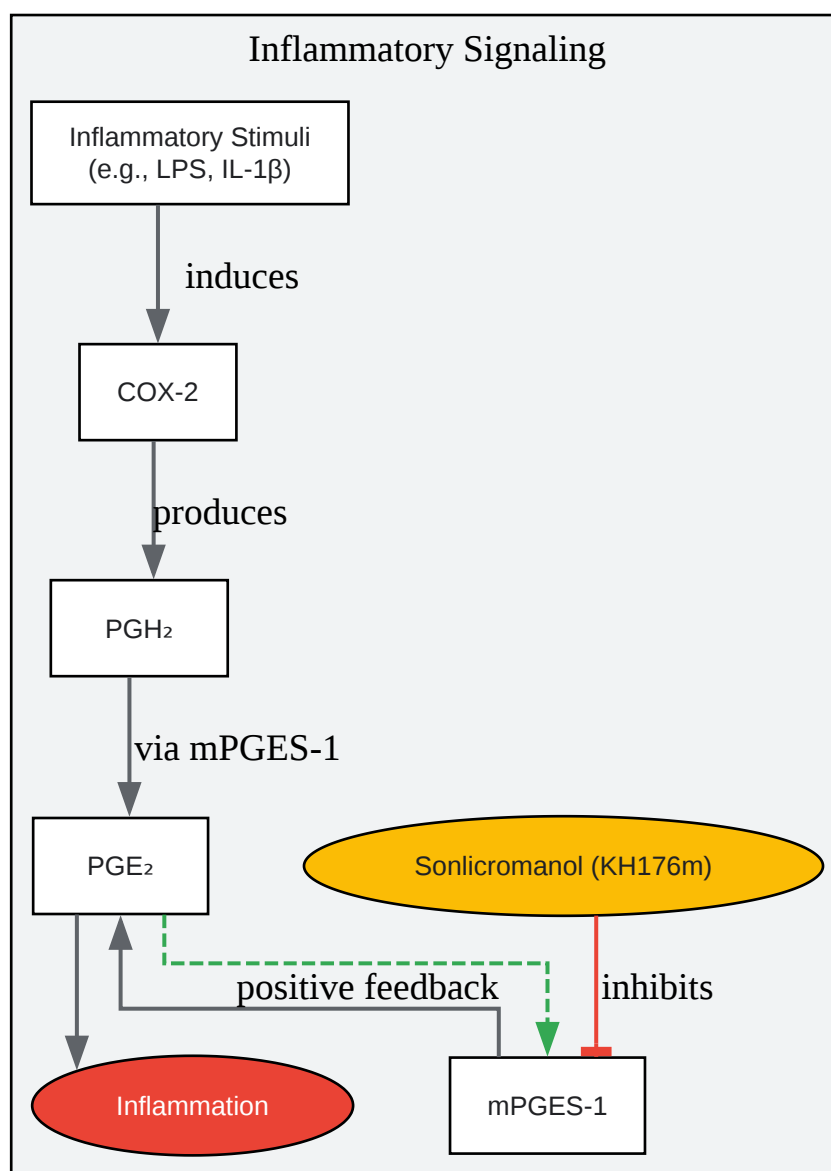 Inflammatory Signaling
Inflammatory Stimuli
(e.g., LPS, IL-1β)
induces
COX-2
produces
PGH₂
via mPGES-1
PGE₂
Sonlicromanol (KH176m)
positive feedback
inhibits
Inflammation
mPGES-1